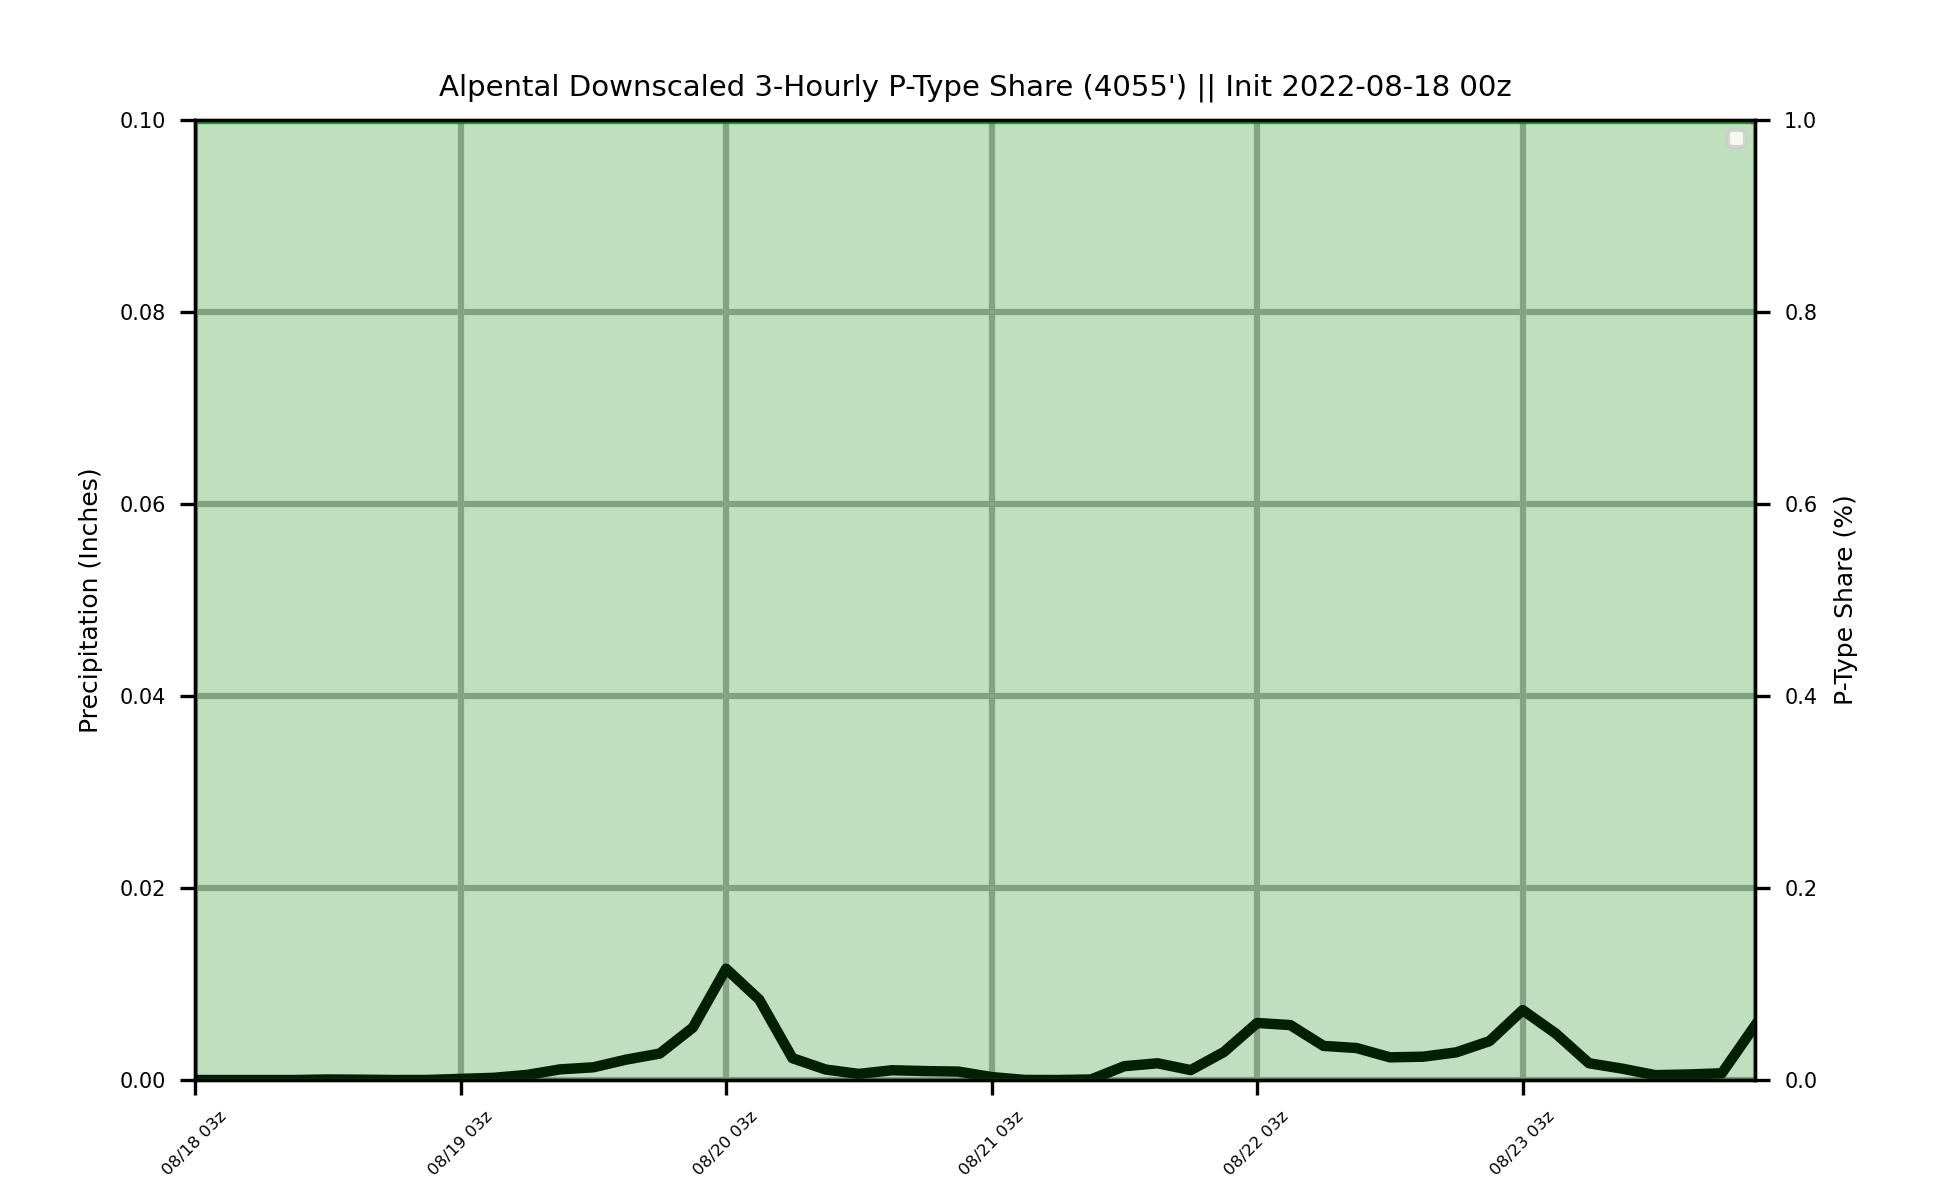 Alpental Downscaled 3-Hourly P-Type Share (4055') || Init 2022-08-18 00z
Precipitation (Inches)
0.10
0.08
0.06
0.04
0.02
0.00
1.0
0.8
0.6
0.4
0.2
0.0
P-Type Share (%)
08/18 03z
08/19 03z
08/20 03z
08/21 03z
08/22 03z
08/23 03z